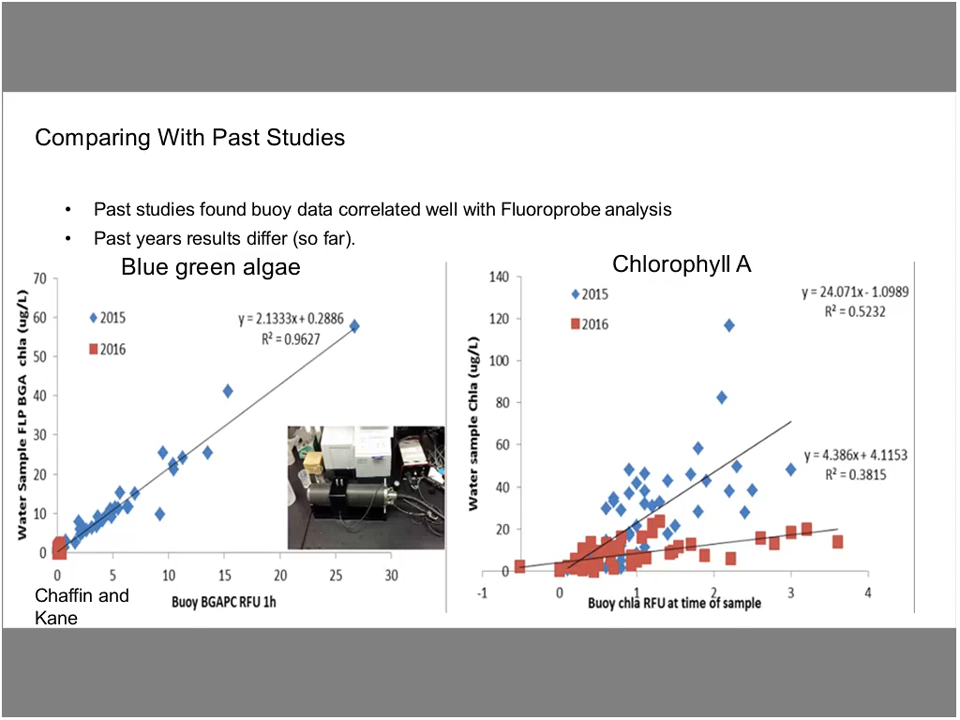 Comparing With Past Studies
• Past studies found buoy data correlated well with Fluoroprobe analysis
• Past years results differ (so far).
Blue green algae
70
60
50
40
30
20
10
0
Water Sample FLP BGA chla (ug/L)
2015
2016
y = 2.1333x + 0.2886
R² = 0.9627
0 5 10 15 20 25 30
Buoy BGAPC RFU 1h
Chaffin and
Kane
Chlorophyll A
140
120
100
80
60
40
20
0
Water sample Chla (ug/L)
2015
2016
y = 24.071x - 1.0989
R² = 0.5232
y = 4.386x + 4.1153
R² = 0.3815
-1 0 1 2 3 4
Buoy chla RFU at time of sample